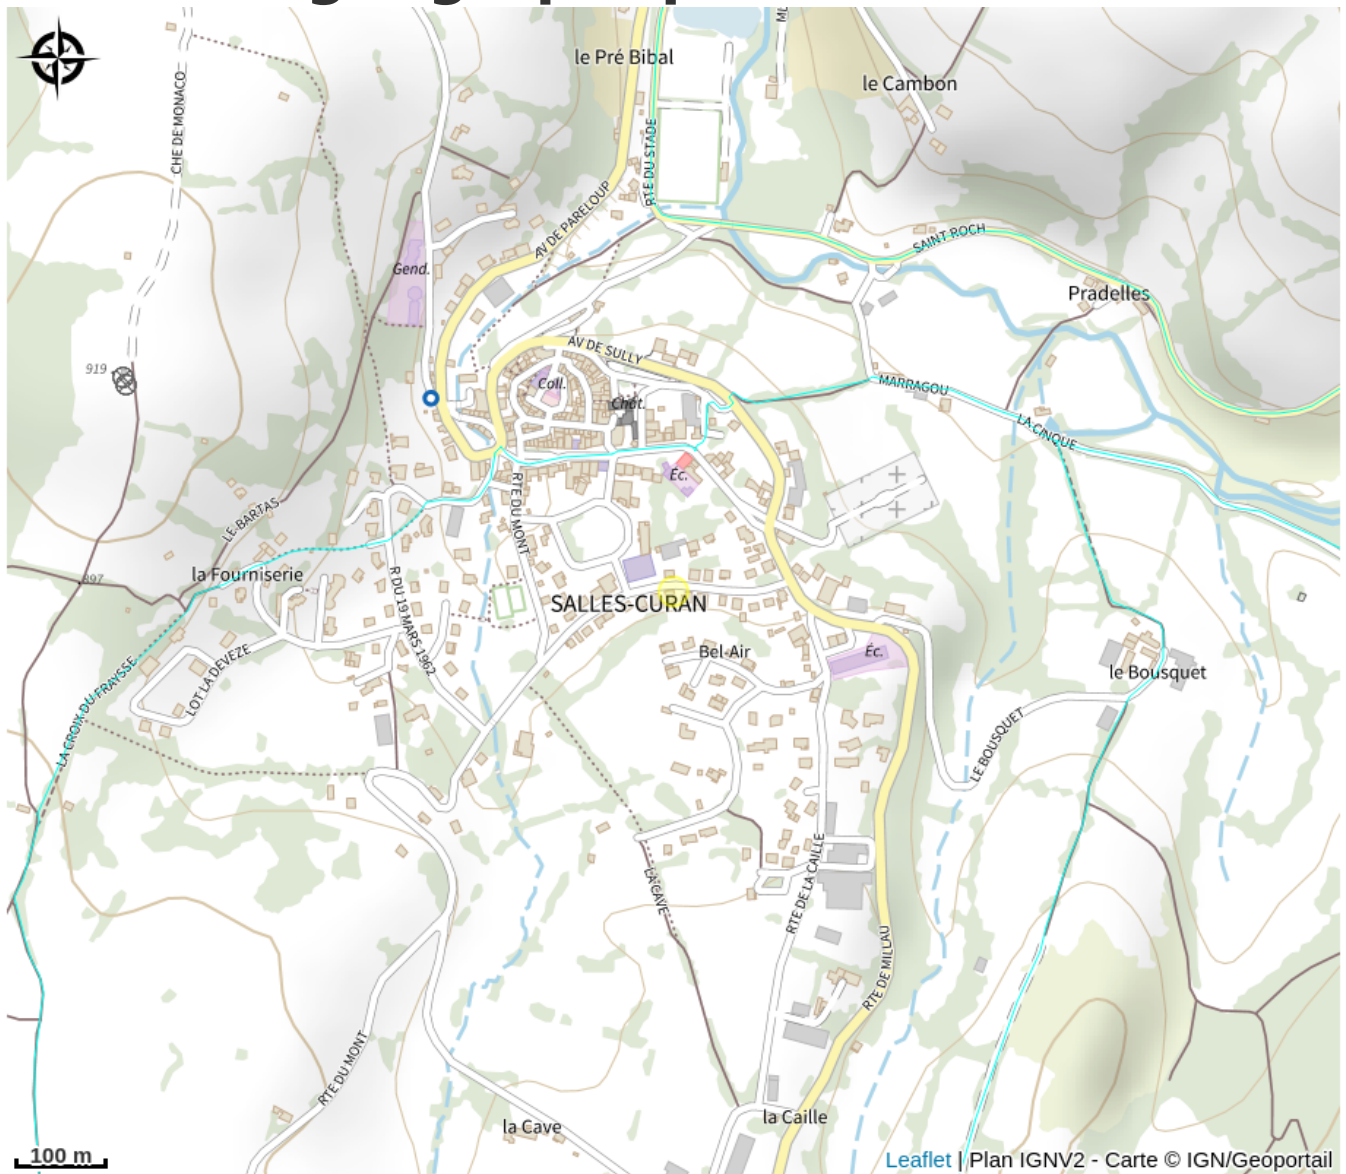 le Pré Bibal
le Cambon
CHE DE MONACO
RTE DU STADE
AV DE PARELOUP
SAINT ROCH
Gend.
Pradelles
AV DE SULLY
919
Coll.
Chât.
MARRAGOU
LA CINQUE
Éc.
RTE DU MONT
LE BARTAS
la Fourniserie
897
R DU 19 MARS 1962
SALLES-CURAN
Bel-Air
Éc.
le Bousquet
LOT LA DEVEZE
LA CROIX DU FRAYSSE
LE BOUSQUET
LA CAVE
RTE DE LA CAILLE
RTE DE MILLAU
RTE DU MONT
la Caille
la Cave
100 m
Leaflet | Plan IGNV2 - Carte © IGN/Geoportail